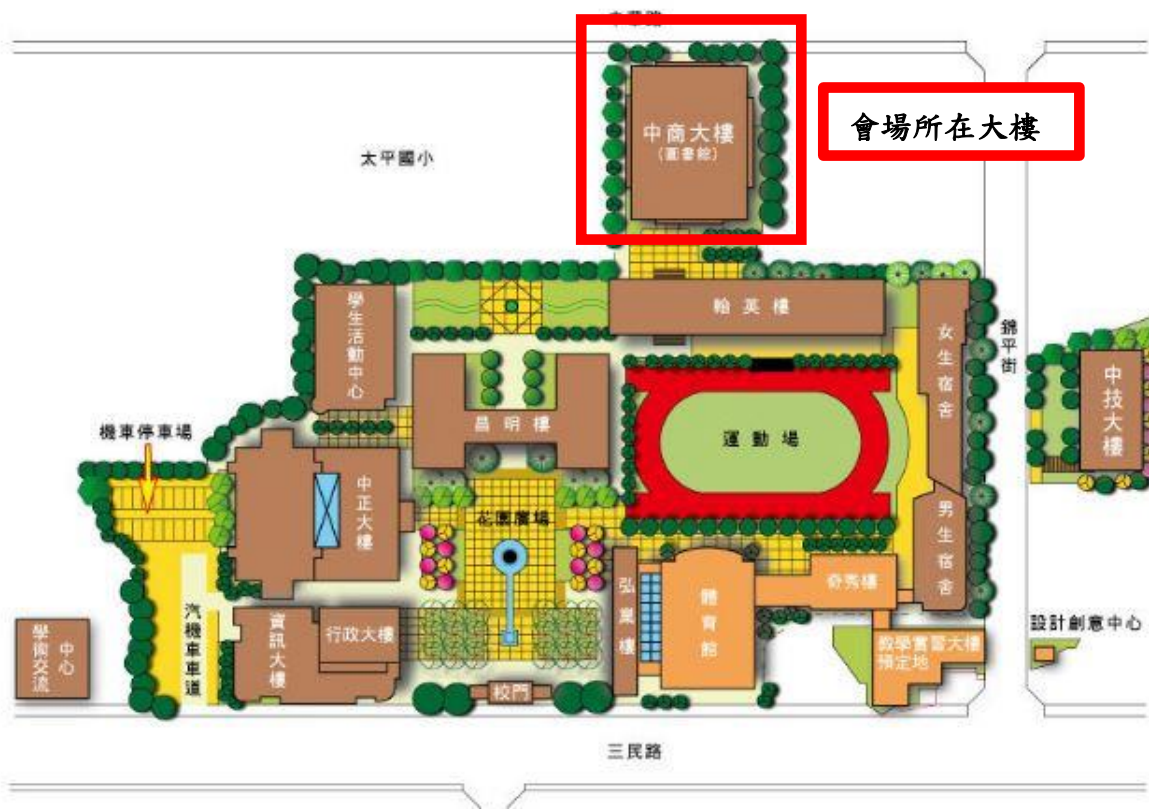 中華路
中商大樓
(圖書館)
會場所在大樓
太平國小
學生活動中心
翰英樓
女生宿舍
錦平街
中技大樓
昌明樓
運動場
機車停車場
中正大樓
花園廣場
男生宿舍
弘業樓
體育館
奇秀樓
學術交流
中心
汽機車車道
資訊大樓
行政大樓
校門
教學實習大樓
預定地
設計創意中心
三民路